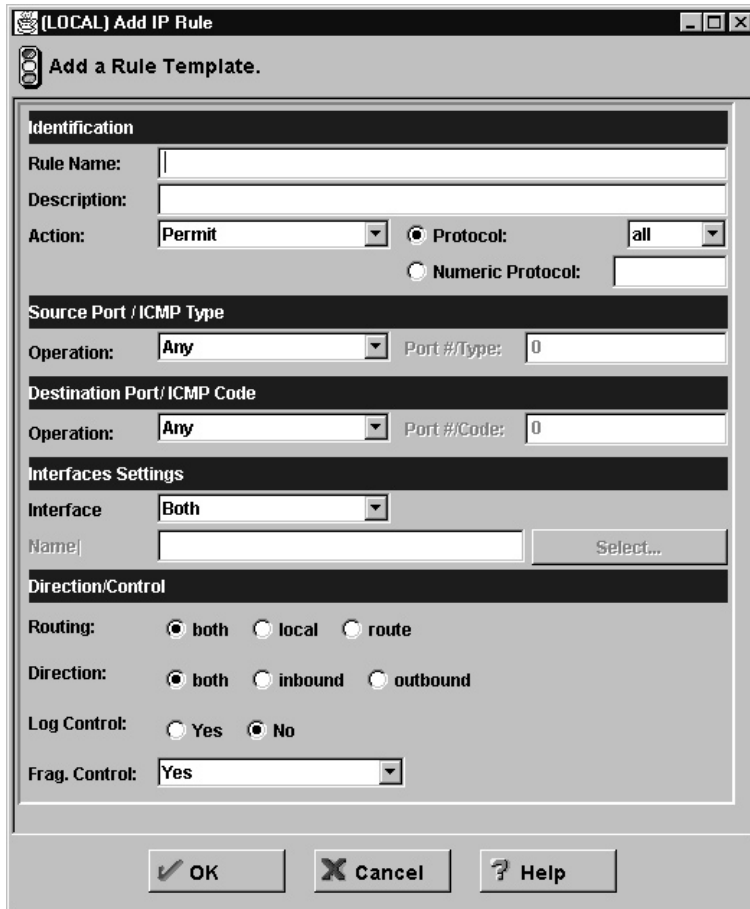 (LOCAL) Add IP Rule
Add a Rule Template.
Identification
Rule Name:
Description:
Action: Permit Protocol: all
Numeric Protocol:
Source Port / ICMP Type
Operation: Any Port #/Type: 0
Destination Port/ ICMP Code
Operation: Any Port #/Code: 0
Interfaces Settings
Interface Both
Name| Select...
Direction/Control
Routing: both local route
Direction: both inbound outbound
Log Control: Yes No
Frag. Control: Yes
OK Cancel Help